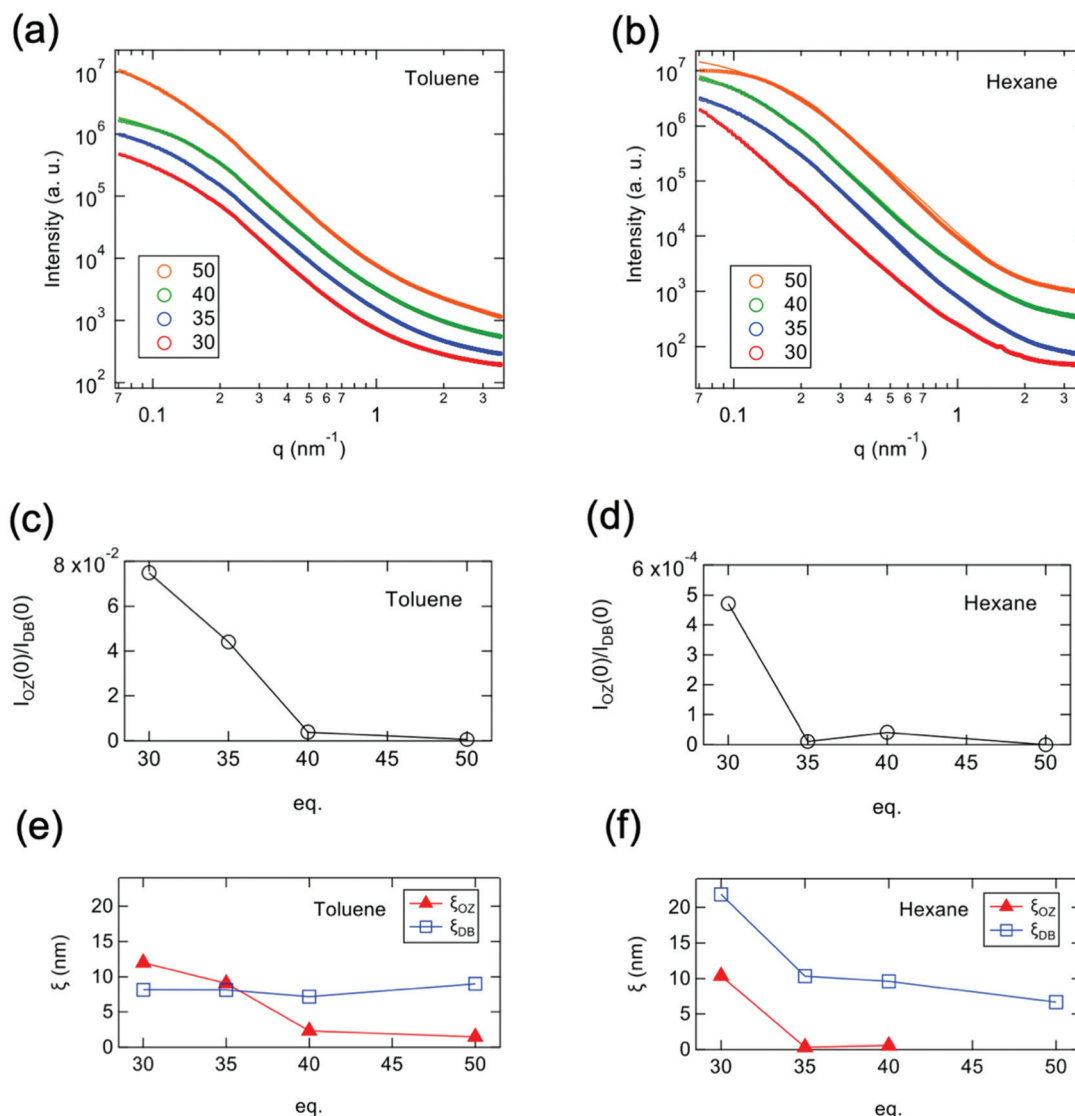 (a)
Toluene
10^7
10^6
10^5
10^4
10^3
10^2
Intensity (a. u.)
50
40
35
30
7 0.1 2 3 4 5 6 7 1 2 3
q (nm^-1)
(b)
Hexane
10^7
10^6
10^5
10^4
10^3
10^2
Intensity (a. u.)
50
40
35
30
7 0.1 2 3 4 5 6 7 1 2 3
q (nm^-1)
(c)
8 x10^-2
6
4
2
0
I_OZ(0)/I_DB(0)
Toluene
30 35 40 45 50
eq.
(d)
6 x10^-4
5
4
3
2
1
0
I_OZ(0)/I_DB(0)
Hexane
30 35 40 45 50
eq.
(e)
20
15
10
5
0
ξ (nm)
Toluene
ξ_OZ
ξ_DB
30 35 40 45 50
eq.
(f)
20
15
10
5
0
ξ (nm)
Hexane
ξ_OZ
ξ_DB
30 35 40 45 50
eq.